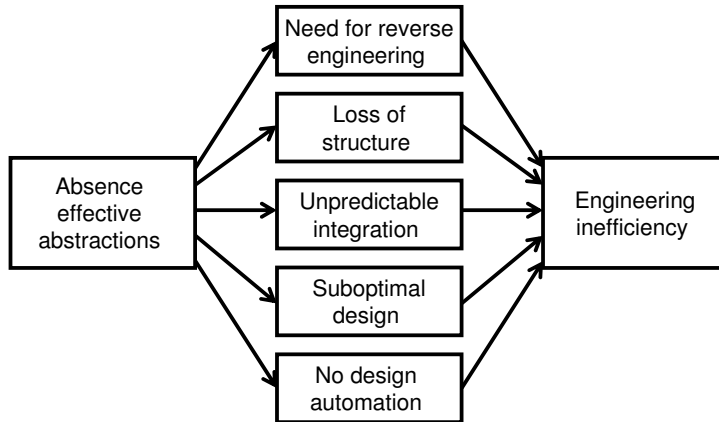 Need for reverse
engineering
Loss of
structure
Absence
effective
abstractions
Unpredictable
integration
Engineering
inefficiency
Suboptimal
design
No design
automation